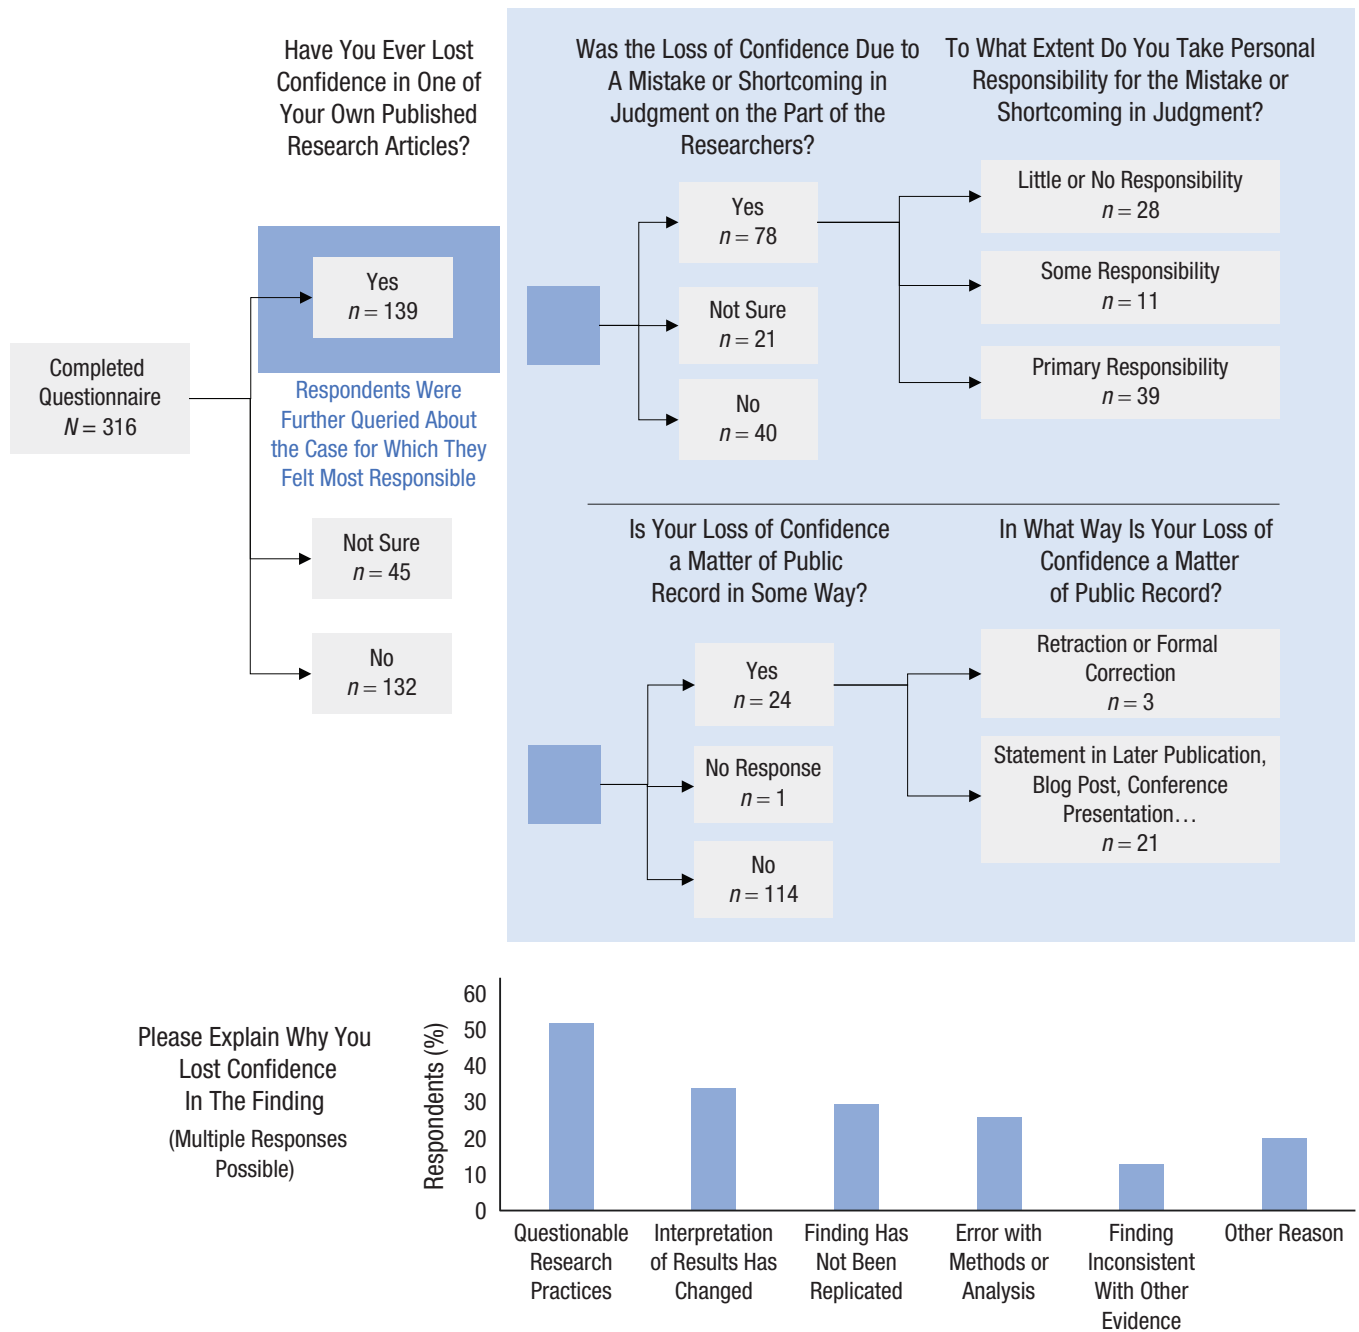 Have You Ever Lost
Confidence in One of
Your Own Published
Research Articles?
Completed
Questionnaire
N = 316
Yes
n = 139
Respondents Were
Further Queried About
the Case for Which They
Felt Most Responsible
Not Sure
n = 45
No
n = 132
Was the Loss of Confidence Due to
A Mistake or Shortcoming in
Judgment on the Part of the
Researchers?
Yes
n = 78
Not Sure
n = 21
No
n = 40
To What Extent Do You Take Personal
Responsibility for the Mistake or
Shortcoming in Judgment?
Little or No Responsibility
n = 28
Some Responsibility
n = 11
Primary Responsibility
n = 39
Is Your Loss of Confidence
a Matter of Public
Record in Some Way?
Yes
n = 24
No Response
n = 1
No
n = 114
In What Way Is Your Loss of
Confidence a Matter
of Public Record?
Retraction or Formal
Correction
n = 3
Statement in Later Publication,
Blog Post, Conference
Presentation…
n = 21
Please Explain Why You
Lost Confidence
In The Finding
(Multiple Responses
Possible)
Respondents (%)
60
50
40
30
20
10
0
Questionable
Research
Practices
Interpretation
of Results Has
Changed
Finding Has
Not Been
Replicated
Error with
Methods or
Analysis
Finding
Inconsistent
With Other
Evidence
Other Reason